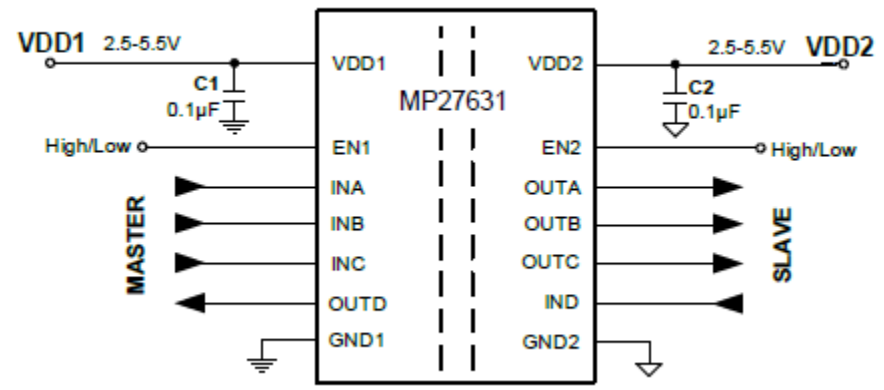 VDD1 2.5-5.5V
2.5-5.5V VDD2
VDD1
VDD2
C1
0.1µF
C2
0.1µF
MP27631
High/Low
EN1
EN2
High/Low
MASTER
INA
OUTA
INB
OUTB
INC
OUTC
OUTD
IND
SLAVE
GND1
GND2